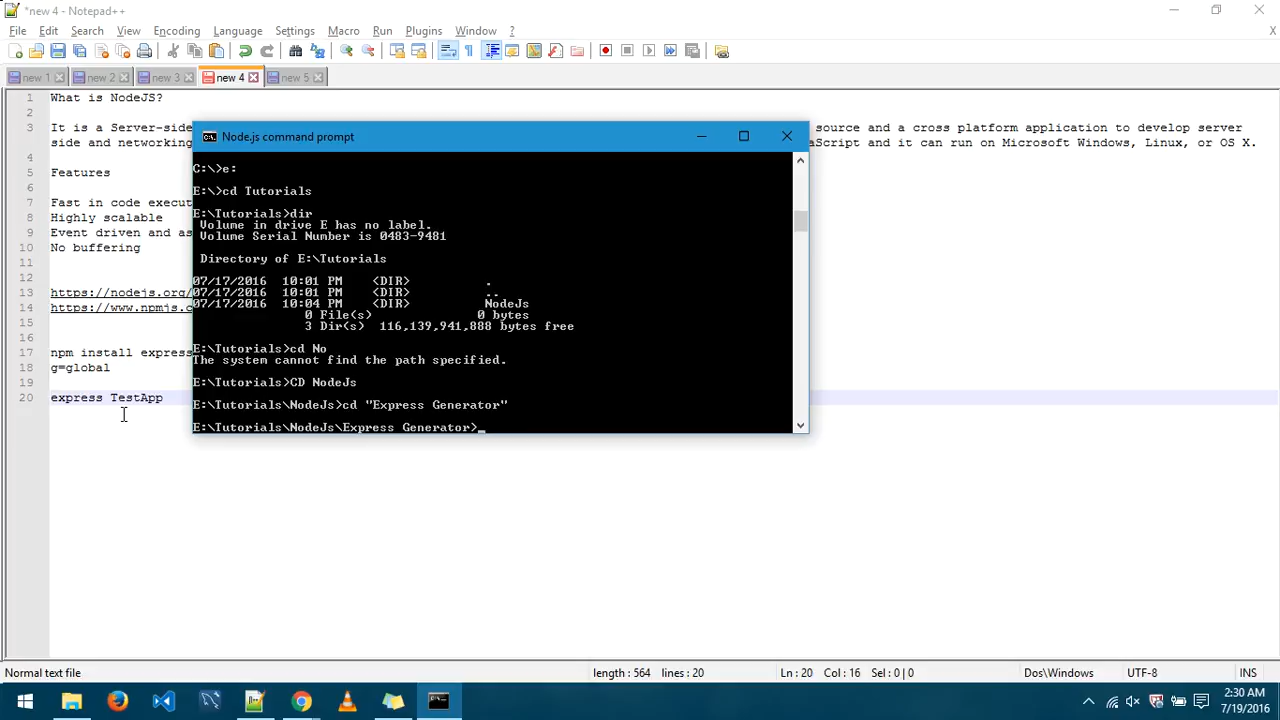 *new 4 - Notepad++
File Edit Search View Encoding Language Settings Macro Run Plugins Window ? X
new 1 new 2 new 3 new 4 new 5
1 What is NodeJS?
2
3 It is a Server-side source and a cross platform application to develop server
side and networking aScript and it can run on Microsoft Windows, Linux, or OS X.
4
5 Features
6
7 Fast in code execut
8 Highly scalable
9 Event driven and as
10 No buffering
11
12
13 https://nodejs.org/
14 https://www.npmjs.c
15
16
17 npm install express
18 g=global
19
20 express TestApp
Node.js command prompt
C:\>e:
E:\>cd Tutorials
E:\Tutorials>dir
Volume in drive E has no label.
Volume Serial Number is 0483-9481
Directory of E:\Tutorials
07/17/2016 10:01 PM <DIR> .
07/17/2016 10:01 PM <DIR> ..
07/17/2016 10:04 PM <DIR> NodeJs
0 File(s) 0 bytes
3 Dir(s) 116,139,941,888 bytes free
E:\Tutorials>cd No
The system cannot find the path specified.
E:\Tutorials>CD NodeJs
E:\Tutorials\NodeJs>cd "Express Generator"
E:\Tutorials\NodeJs\Express Generator>_
Normal text file length : 564 lines : 20 Ln : 20 Col : 16 Sel : 0 | 0 Dos\Windows UTF-8 INS
2:30 AM
7/19/2016